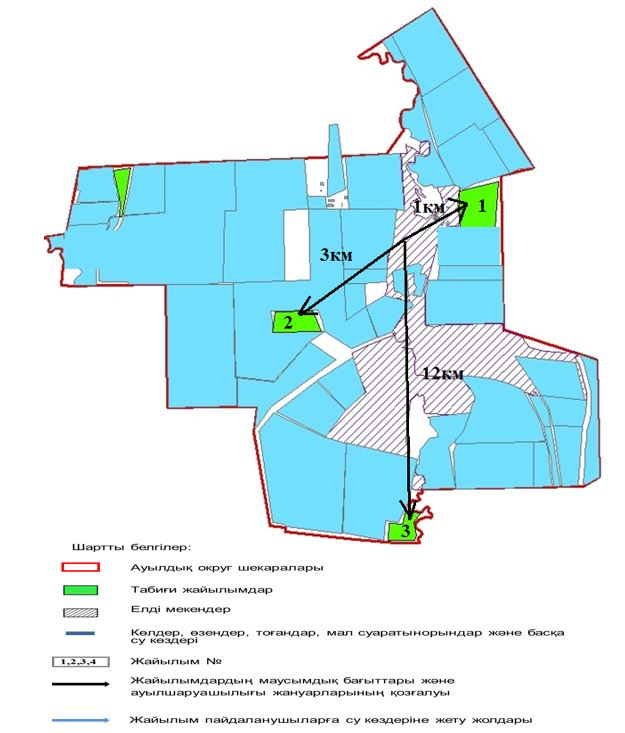 1
1км
3км
2
12км
3
Шартты белгілер:
Ауылдық округ шекаралары
Табиғи жайылымдар
Елді мекендер
Көлдер, өзендер, тоғандар, мал суаратынорындар және басқа
су көздері
1,2,3,4 Жайылым №
Жайылымдардың маусымдық бағыттары және
ауылшаруашылығы жануарларының қозғалуы
Жайылым пайдаланушыларға су көздеріне жету жолдары